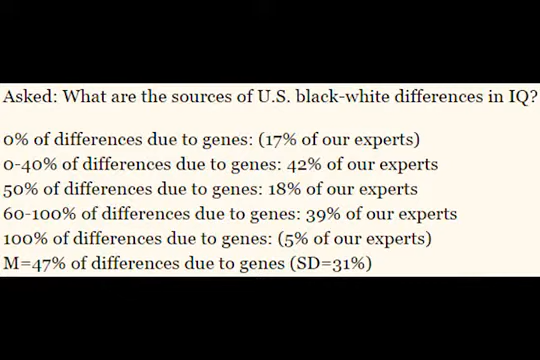 Asked: What are the sources of U.S. black-white differences in IQ?
0% of differences due to genes: (17% of our experts)
0-40% of differences due to genes: 42% of our experts
50% of differences due to genes: 18% of our experts
60-100% of differences due to genes: 39% of our experts
100% of differences due to genes: (5% of our experts)
M=47% of differences due to genes (SD=31%)